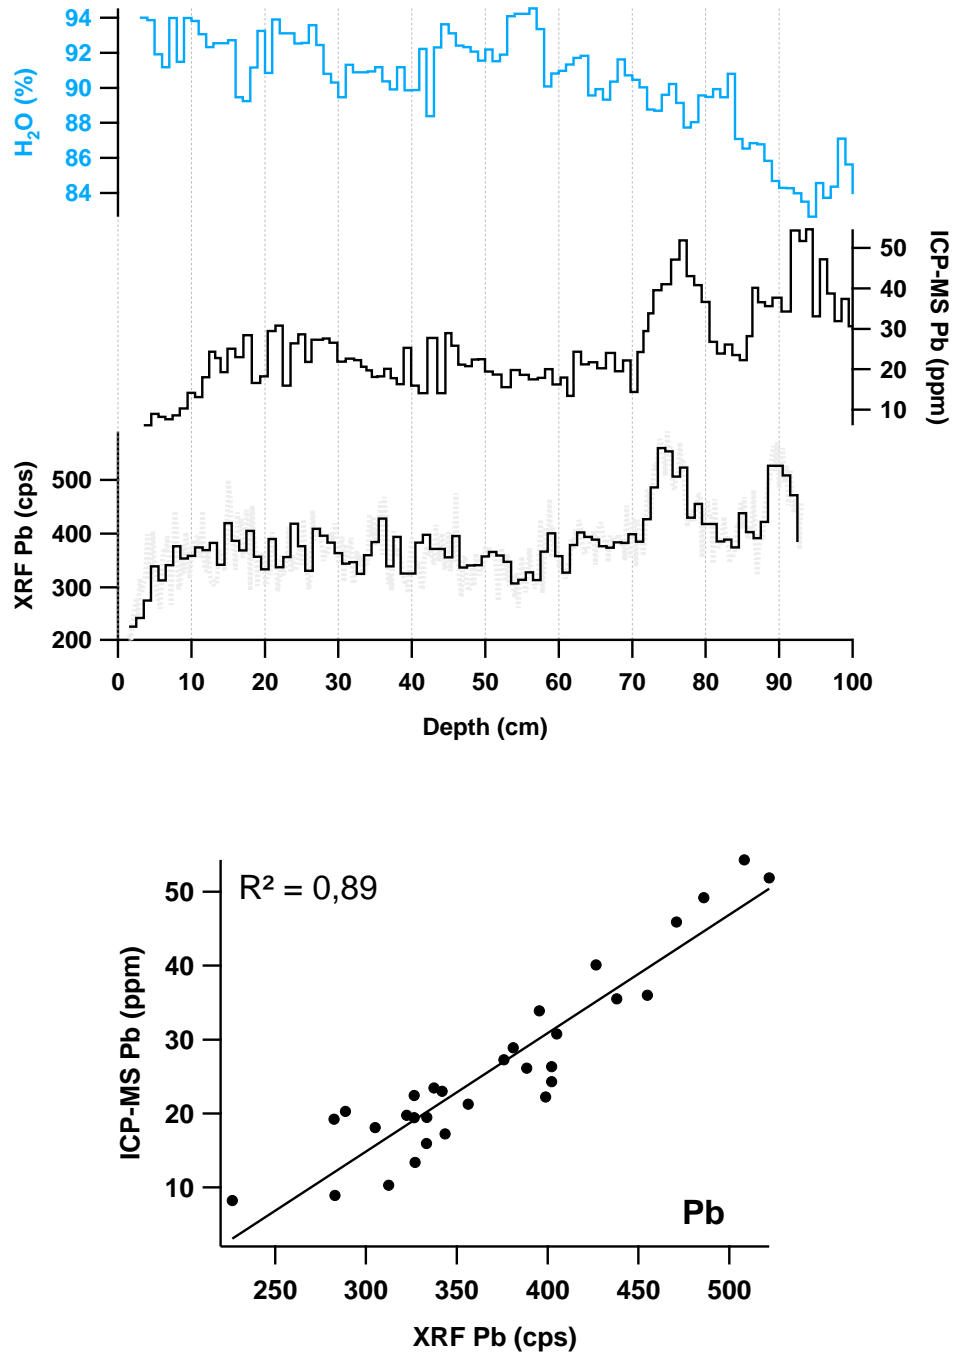 H₂O (%)
94
92
90
88
86
84
ICP-MS Pb (ppm)
50
40
30
20
10
XRF Pb (cps)
500
400
300
200
0 10 20 30 40 50 60 70 80 90 100
Depth (cm)
R² = 0,89
ICP-MS Pb (ppm)
50
40
30
20
10
Pb
250 300 350 400 450 500
XRF Pb (cps)